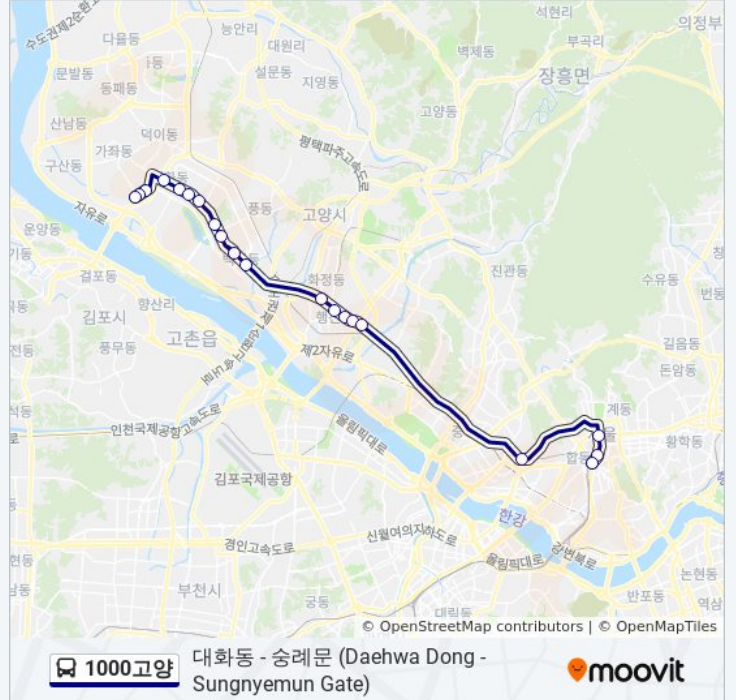 수도권제2순환고
다율동
능안리
석현리
의정부
대원리
벽제동
부곡리
문발동
설문동
지영동
장흥면
동패동
고양동
산남동
덕이동
가좌동
평택파주고속도로
구산동
자유로
풍동
고양시
운양동
진관동
걸포동
화정동
수유동
향산리
번동
김포시
고촌읍
풍무동
제2자유로
길음동
돈암동
인천국제공항고속도로
올림픽대로
계동
황학동
합동
김포국제공항
한강
신월여의지하도로
경인고속도로
올림픽대로
강변북로
논현동
부천시
궁동
반포동
역삼
대림동
© OpenStreetMap contributors | © OpenMapTiles
1000고양
대화동 - 숭례문 (Daehwa Dong -
Sungnyemun Gate)
moovit